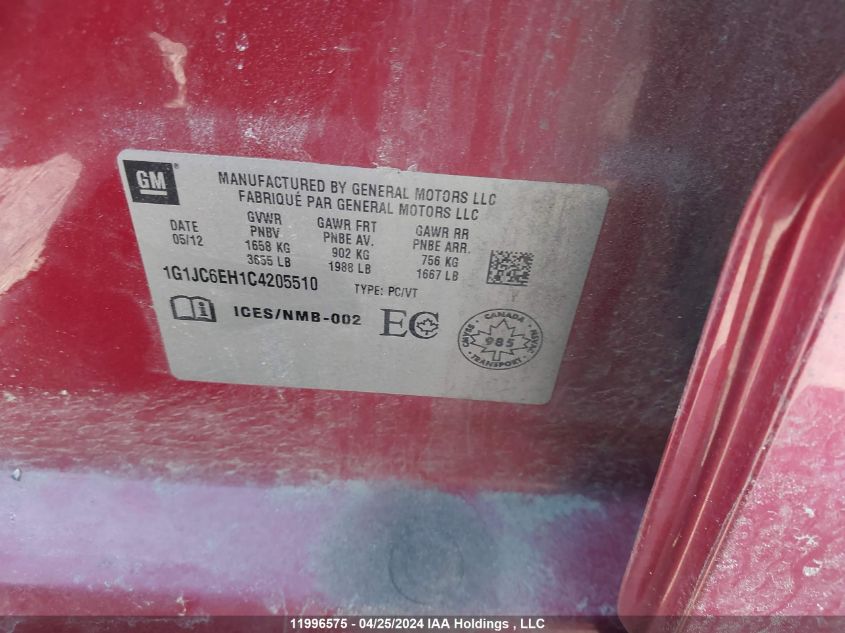 GM
MANUFACTURED BY GENERAL MOTORS LLC
FABRIQUÉ PAR GENERAL MOTORS LLC
DATE GVWR GAWR FRT GAWR RR
05/12 PNBV PNBE AV. PNBE ARR.
1658 KG 902 KG 756 KG
3655 LB 1988 LB 1667 LB
1G1JC6EH1C4205510 TYPE: PC/VT
ICES/NMB-002 EC
CANADA
CMVSS 985 NSVAC
TRANSPORT
11996575 - 04/25/2024 IAA Holdings , LLC